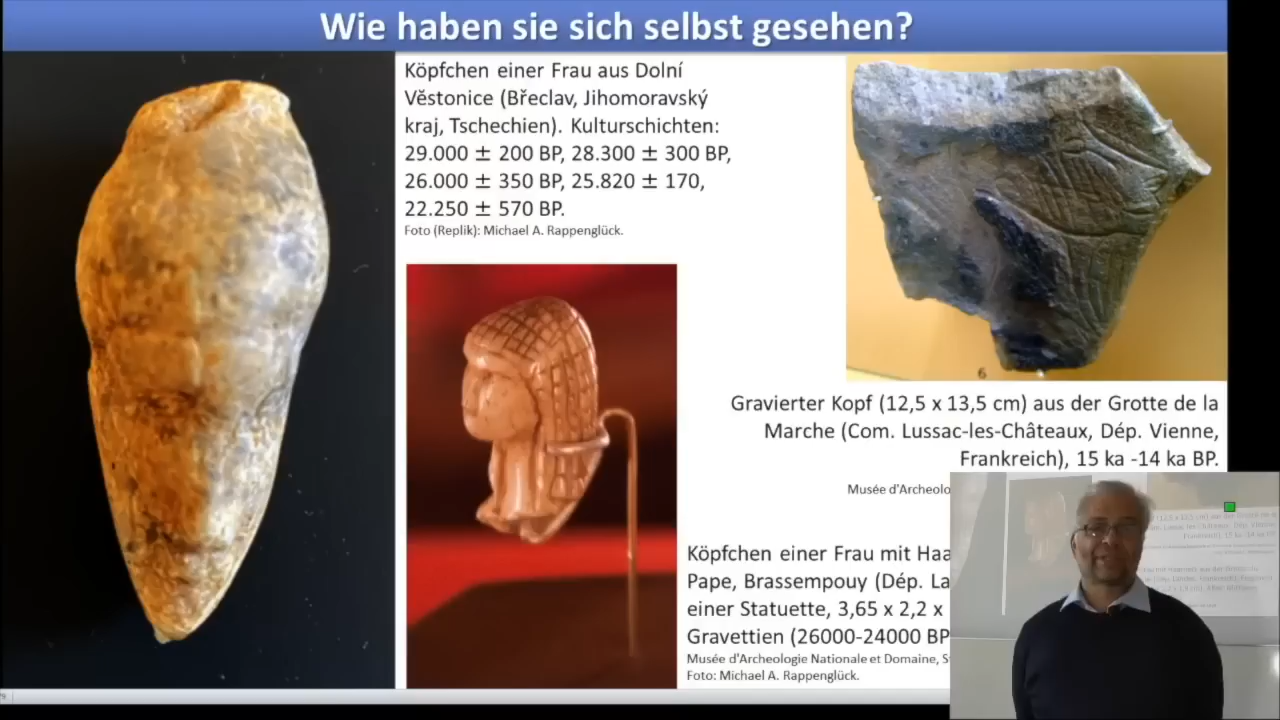 Wie haben sie sich selbst gesehen?
Köpfchen einer Frau aus Dolní
Věstonice (Břeclav, Jihomoravský
kraj, Tschechien). Kulturschichten:
29.000 ± 200 BP, 28.300 ± 300 BP,
26.000 ± 350 BP, 25.820 ± 170,
22.250 ± 570 BP.
Foto (Replik): Michael A. Rappenglück.
6
Gravierter Kopf (12,5 x 13,5 cm) aus der Grotte de la
Marche (Com. Lussac-les-Châteaux, Dép. Vienne,
Frankreich), 15 ka -14 ka BP.
Musée d'Archeolo
Köpfchen einer Frau mit Haa
Pape, Brassempouy (Dép. La
einer Statuette, 3,65 x 2,2 x
Gravettien (26000-24000 BP
Musée d'Archeologie Nationale et Domaine, S
Foto: Michael A. Rappenglück.